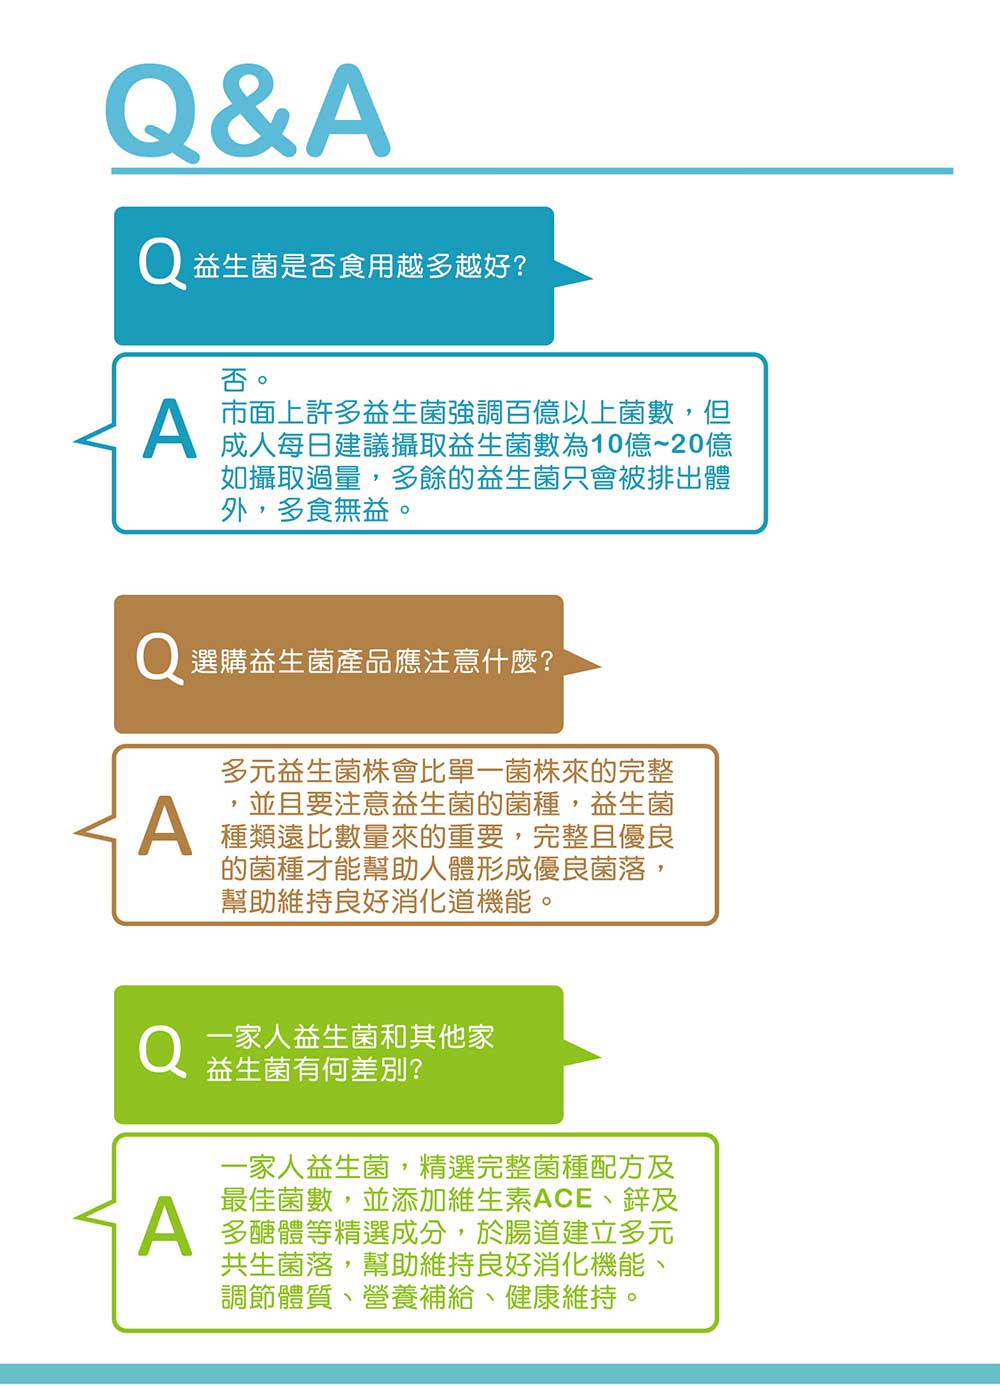 Q&A
Q 益生菌是否食用越多越好?
A
否。
市面上許多益生菌強調百億以上菌數，但
成人每日建議攝取益生菌數為10億~20億
如攝取過量，多餘的益生菌只會被排出體
外，多食無益。
Q 選購益生菌產品應注意什麼?
A
多元益生菌株會比單一菌株來的完整
，並且要注意益生菌的菌種，益生菌
種類遠比數量來的重要，完整且優良
的菌種才能幫助人體形成優良菌落，
幫助維持良好消化道機能。
Q
一家人益生菌和其他家
益生菌有何差別?
A
一家人益生菌，精選完整菌種配方及
最佳菌數，並添加維生素ACE、鋅及
多醣體等精選成分，於腸道建立多元
共生菌落，幫助維持良好消化機能、
調節體質、營養補給、健康維持。